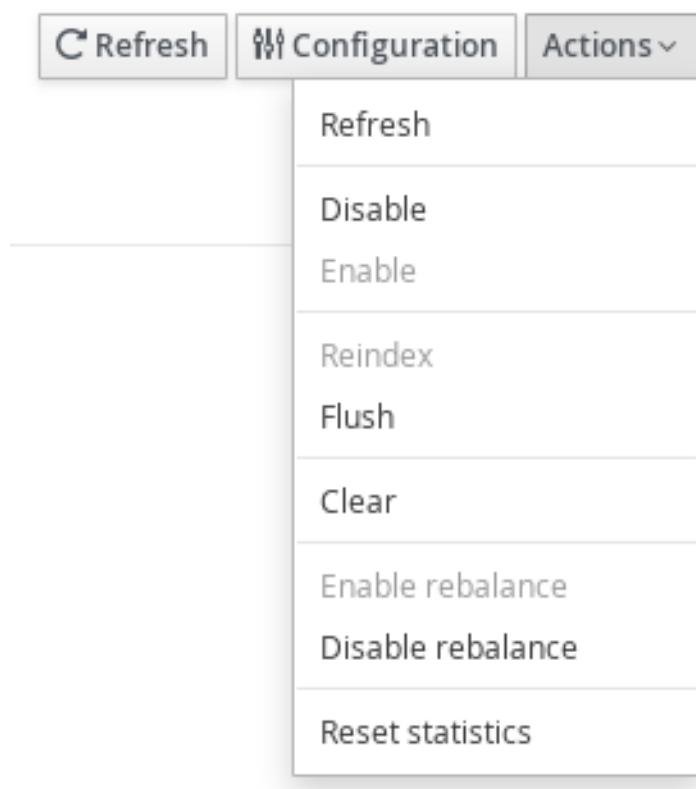 Refresh Configuration Actions
Refresh
Disable
Enable
Reindex
Flush
Clear
Enable rebalance
Disable rebalance
Reset statistics